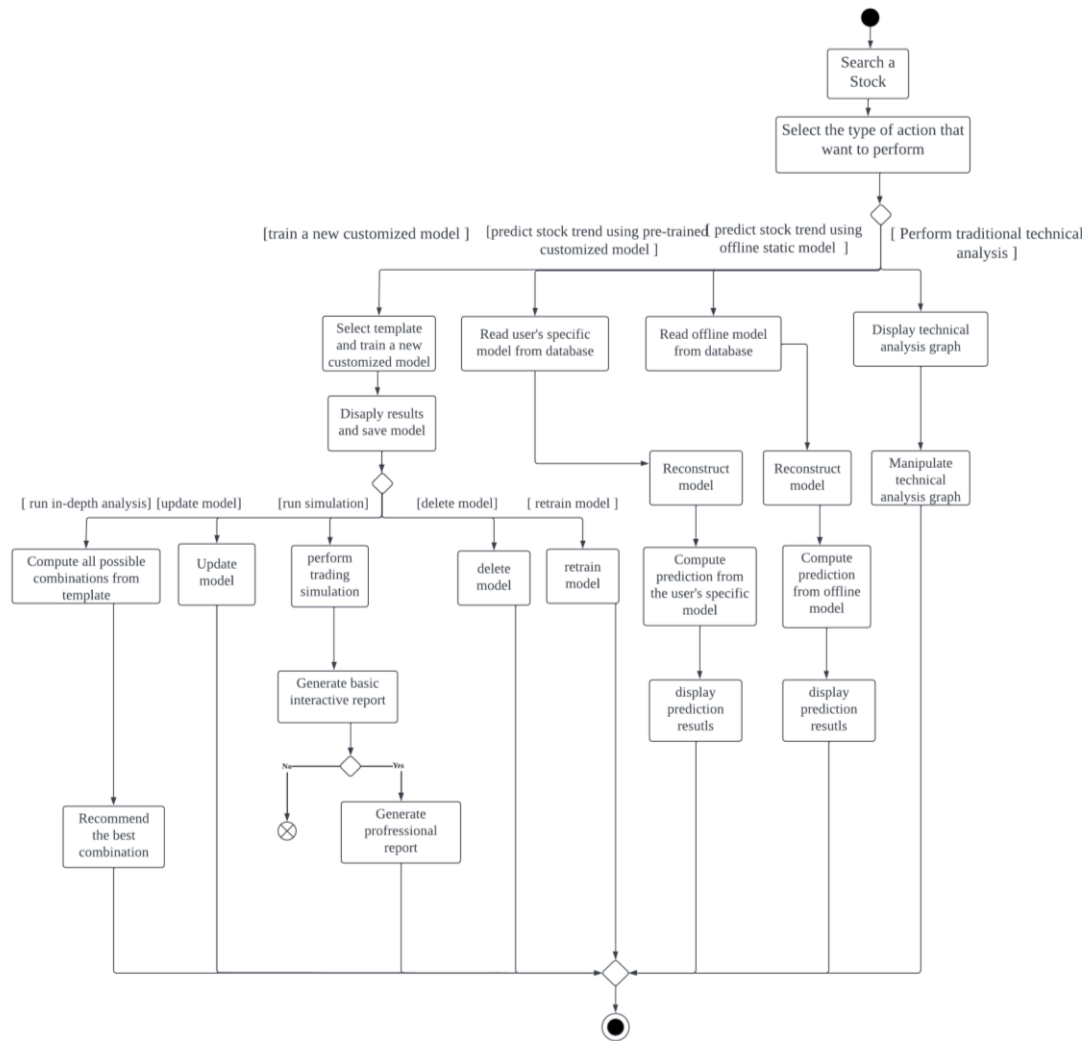 Search a
Stock
Select the type of action that
want to perform
[train a new customized model ]
[predict stock trend using pre-trained
customized model ]
[ predict stock trend using
offline static model ]
[ Perform traditional technical
analysis ]
Select template
and train a new
customized model
Read user's specific
model from database
Read offline model
from database
Display technical
analysis graph
Disaply results
and save model
Reconstruct
model
Reconstruct
model
Manipulate
technical
analysis graph
[ run in-depth analysis]
[update model]
[run simulation]
[delete model]
[ retrain model ]
Compute all possible
combinations from
template
Update
model
perform
trading
simulation
delete
model
retrain
model
Compute
prediction from
the user's specific
model
Compute
prediction
from offline
model
Generate basic
interactive report
display
prediction
resutls
display
prediction
resutls
No
Yes
Recommend
the best
combination
Generate
profressional
report